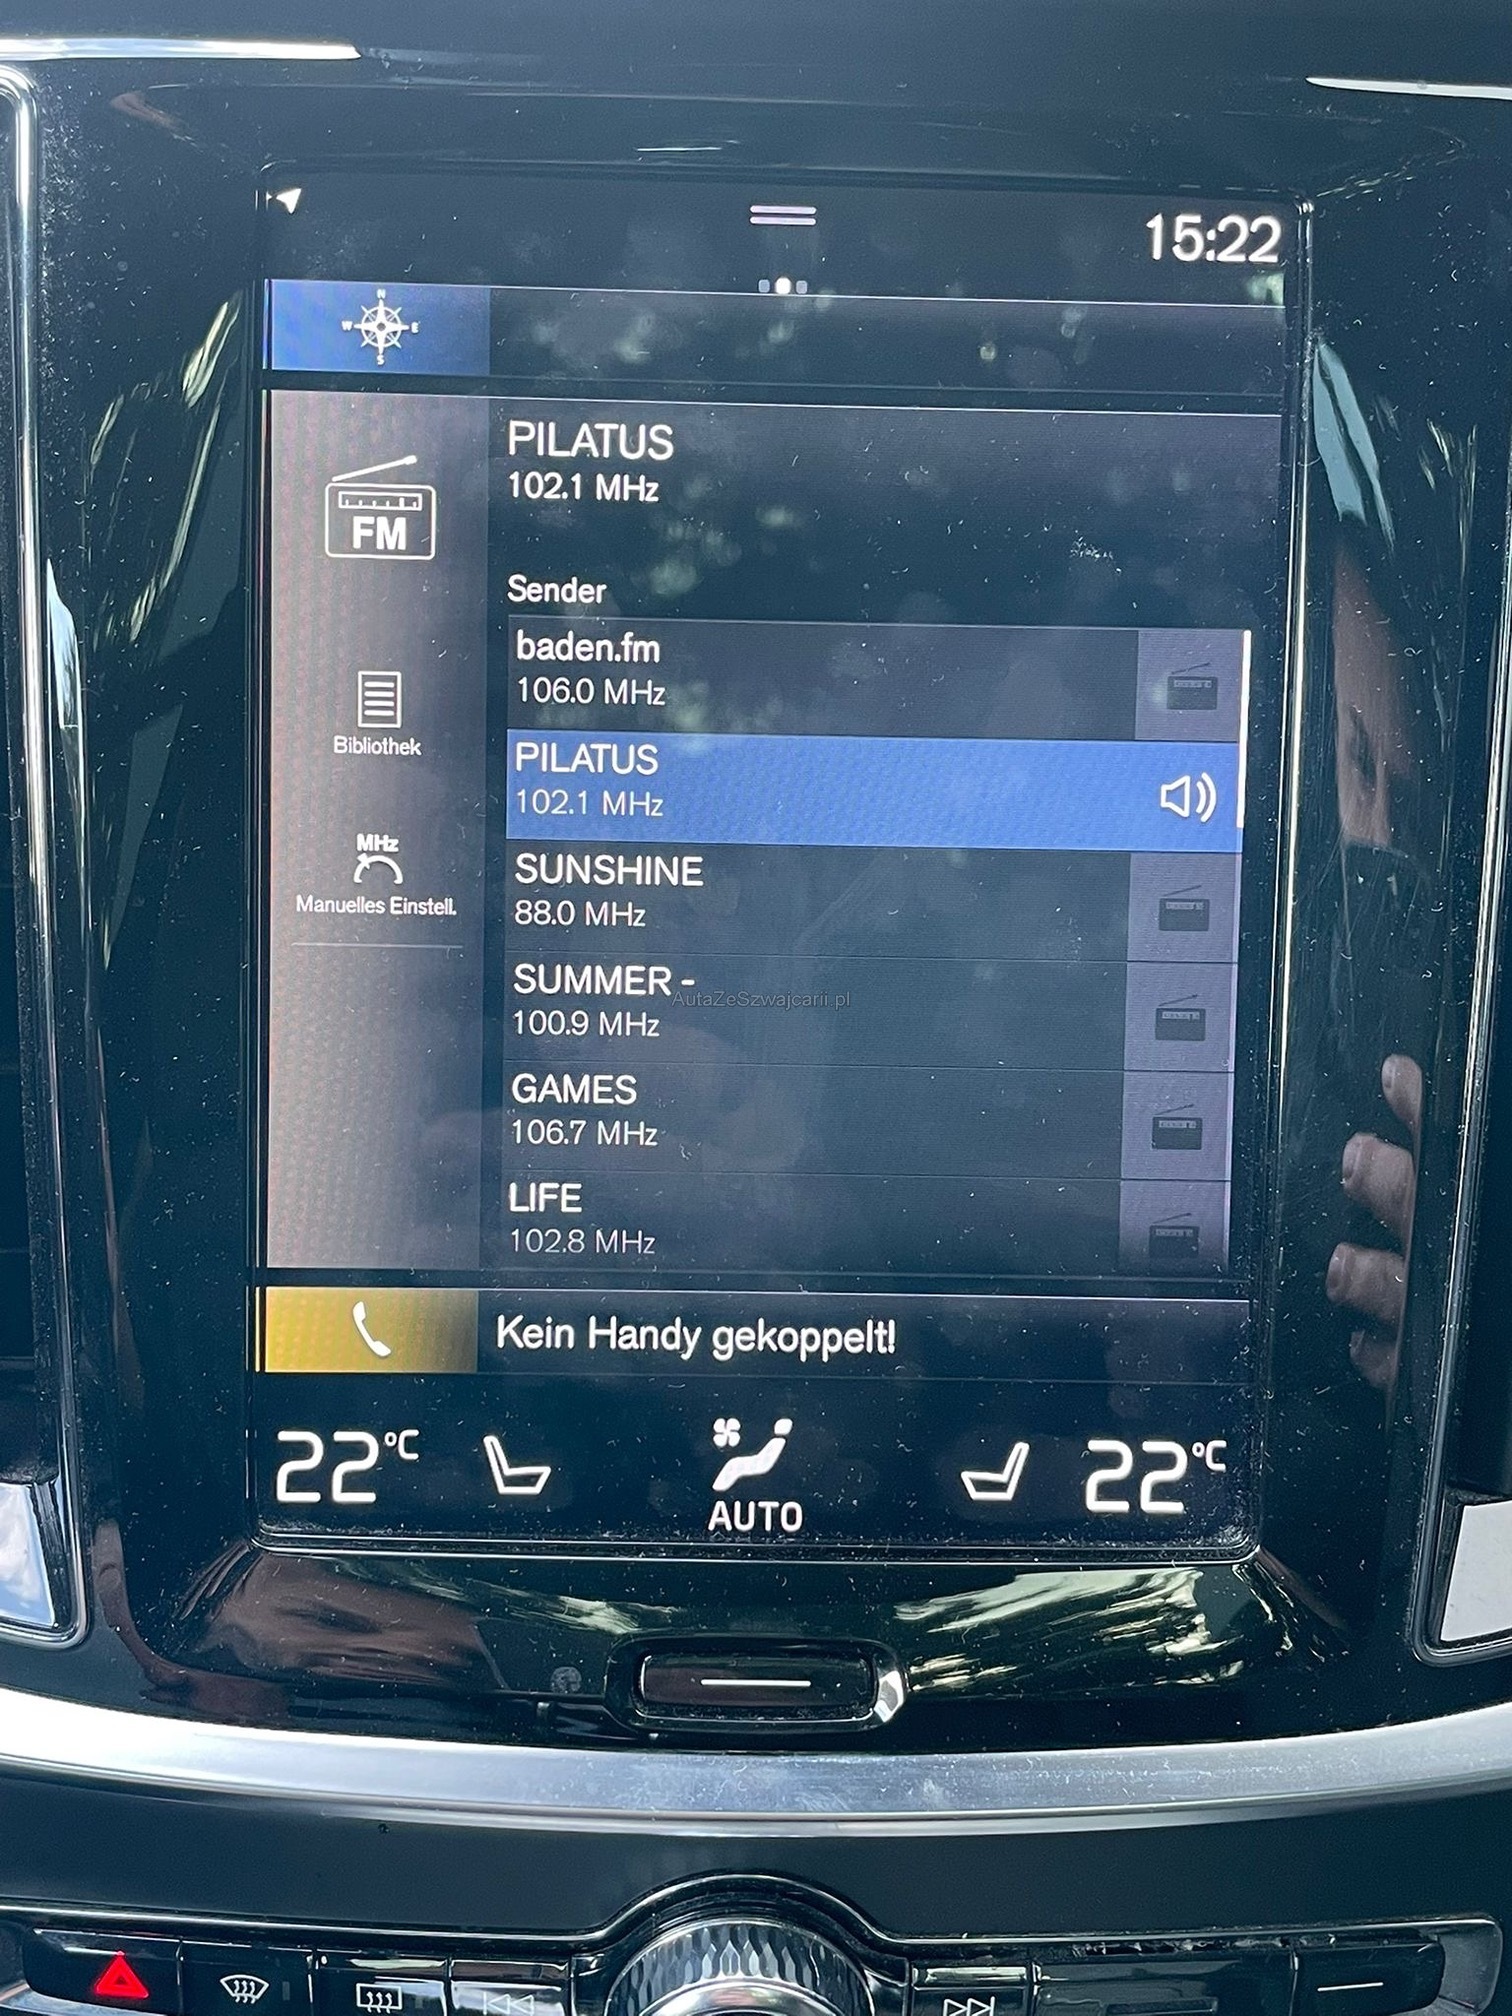 15:22
N
W E
S
PILATUS
102.1 MHz
FM
Sender
baden.fm
106.0 MHz
Bibliothek
PILATUS
102.1 MHz
MHz
Manuelles Einstell.
SUNSHINE
88.0 MHz
SUMMER -
AutaZeSzwajcarii.pl
100.9 MHz
GAMES
106.7 MHz
LIFE
102.8 MHz
Kein Handy gekoppelt!
22°C
22°C
AUTO